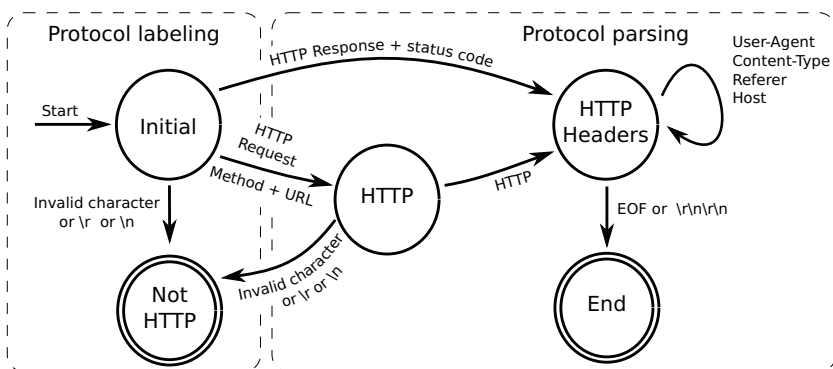 Protocol labeling
Protocol parsing
HTTP Response + status code
User-Agent
Content-Type
Referer
Host
Start
Initial
HTTP
Headers
HTTP
Request
Method + URL
HTTP
HTTP
Invalid character
or \r or \n
EOF or \r\n\r\n
Invalid character
or \r or \n
Not
HTTP
End